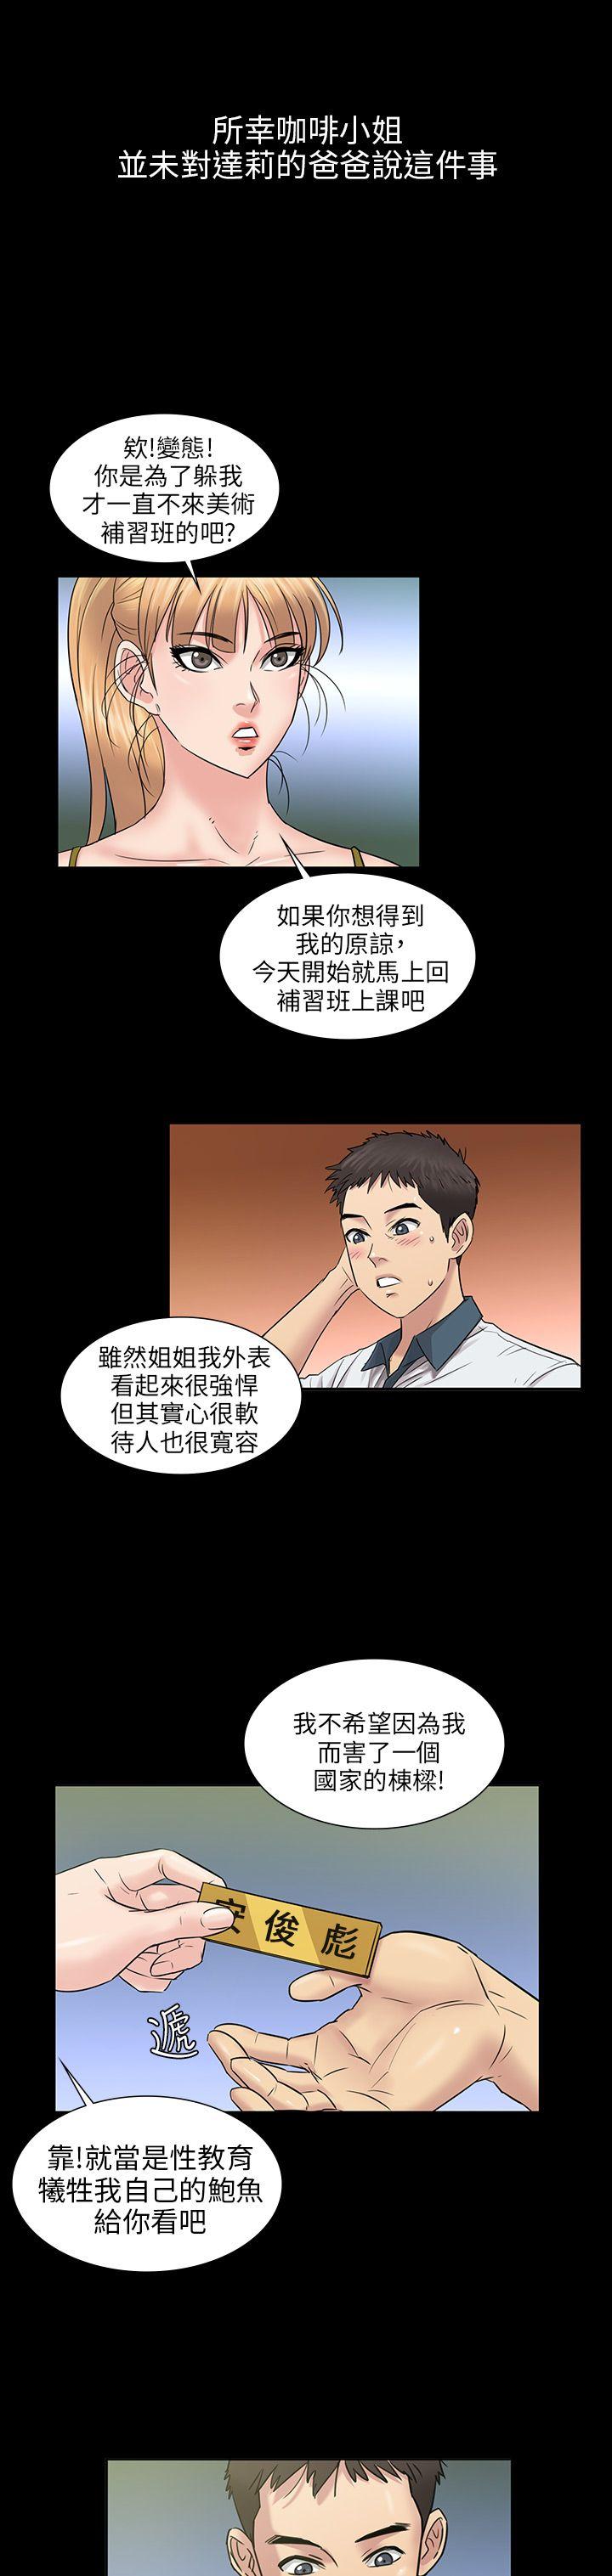 所幸咖啡小姐
並未對達莉的爸爸說這件事
欸!變態!
你是為了躲我
才一直不來美術
補習班的吧?
如果你想得到
我的原諒,
今天開始就馬上回
補習班上課吧
雖然姐姐我外表
看起來很強悍
但其實心很軟
待人也很寬容
我不希望因為我
而害了一個
國家的棟樑!
安俊彪
遞
靠!就當是性教育
犧牲我自己的鮑魚
給你看吧